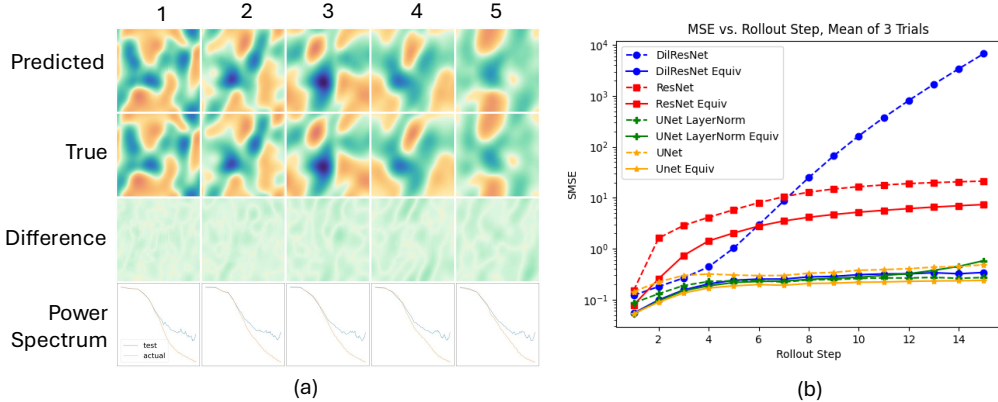 1 2 3 4 5
Predicted
True
Difference
Power
Spectrum
test
actual
(a)
MSE vs. Rollout Step, Mean of 3 Trials
DilResNet
DilResNet Equiv
ResNet
ResNet Equiv
UNet LayerNorm
UNet LayerNorm Equiv
UNet
Unet Equiv
SMSE
10⁴
10³
10²
10¹
10⁰
10⁻¹
2 4 6 8 10 12 14
Rollout Step
(b)